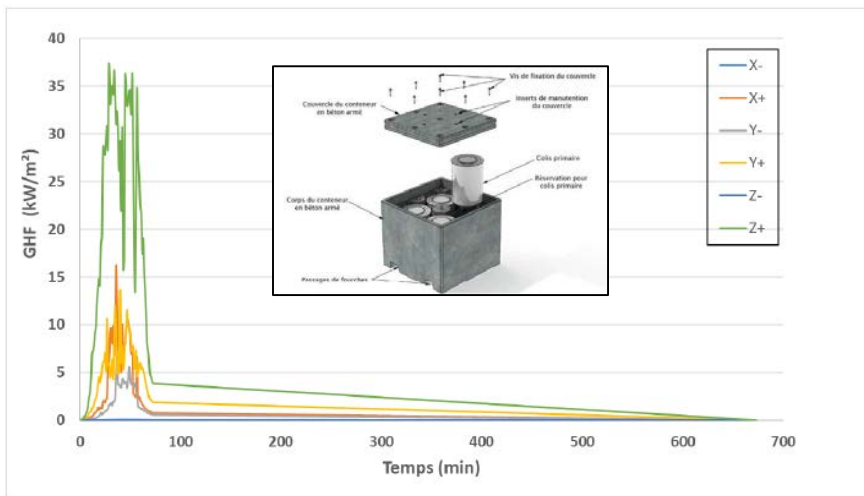 GHF (kW/m²)
40
35
30
25
20
15
10
5
0
0 100 200 300 400 500 600 700
Temps (min)
X-
X+
Y-
Y+
Z-
Z+
Vis de fixation du couvercle
Couvercle du conteneur
en béton armé
Inserts de manutention
du couvercle
Colis primaire
Réservation pour
colis primaire
Corps du conteneur
en béton armé
Passages de fourches